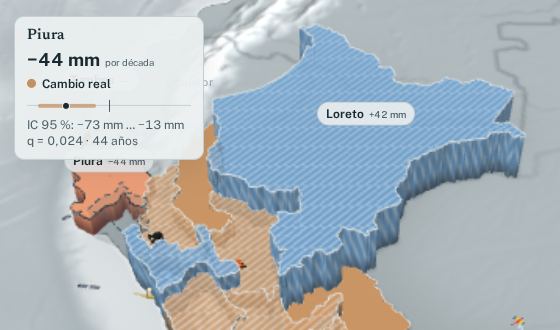 Piura
−44 mm por década
Cambio real
IC 95 %: −73 mm ... −13 mm
q = 0,024 · 44 años
Piura −44 mm
Loreto +42 mm